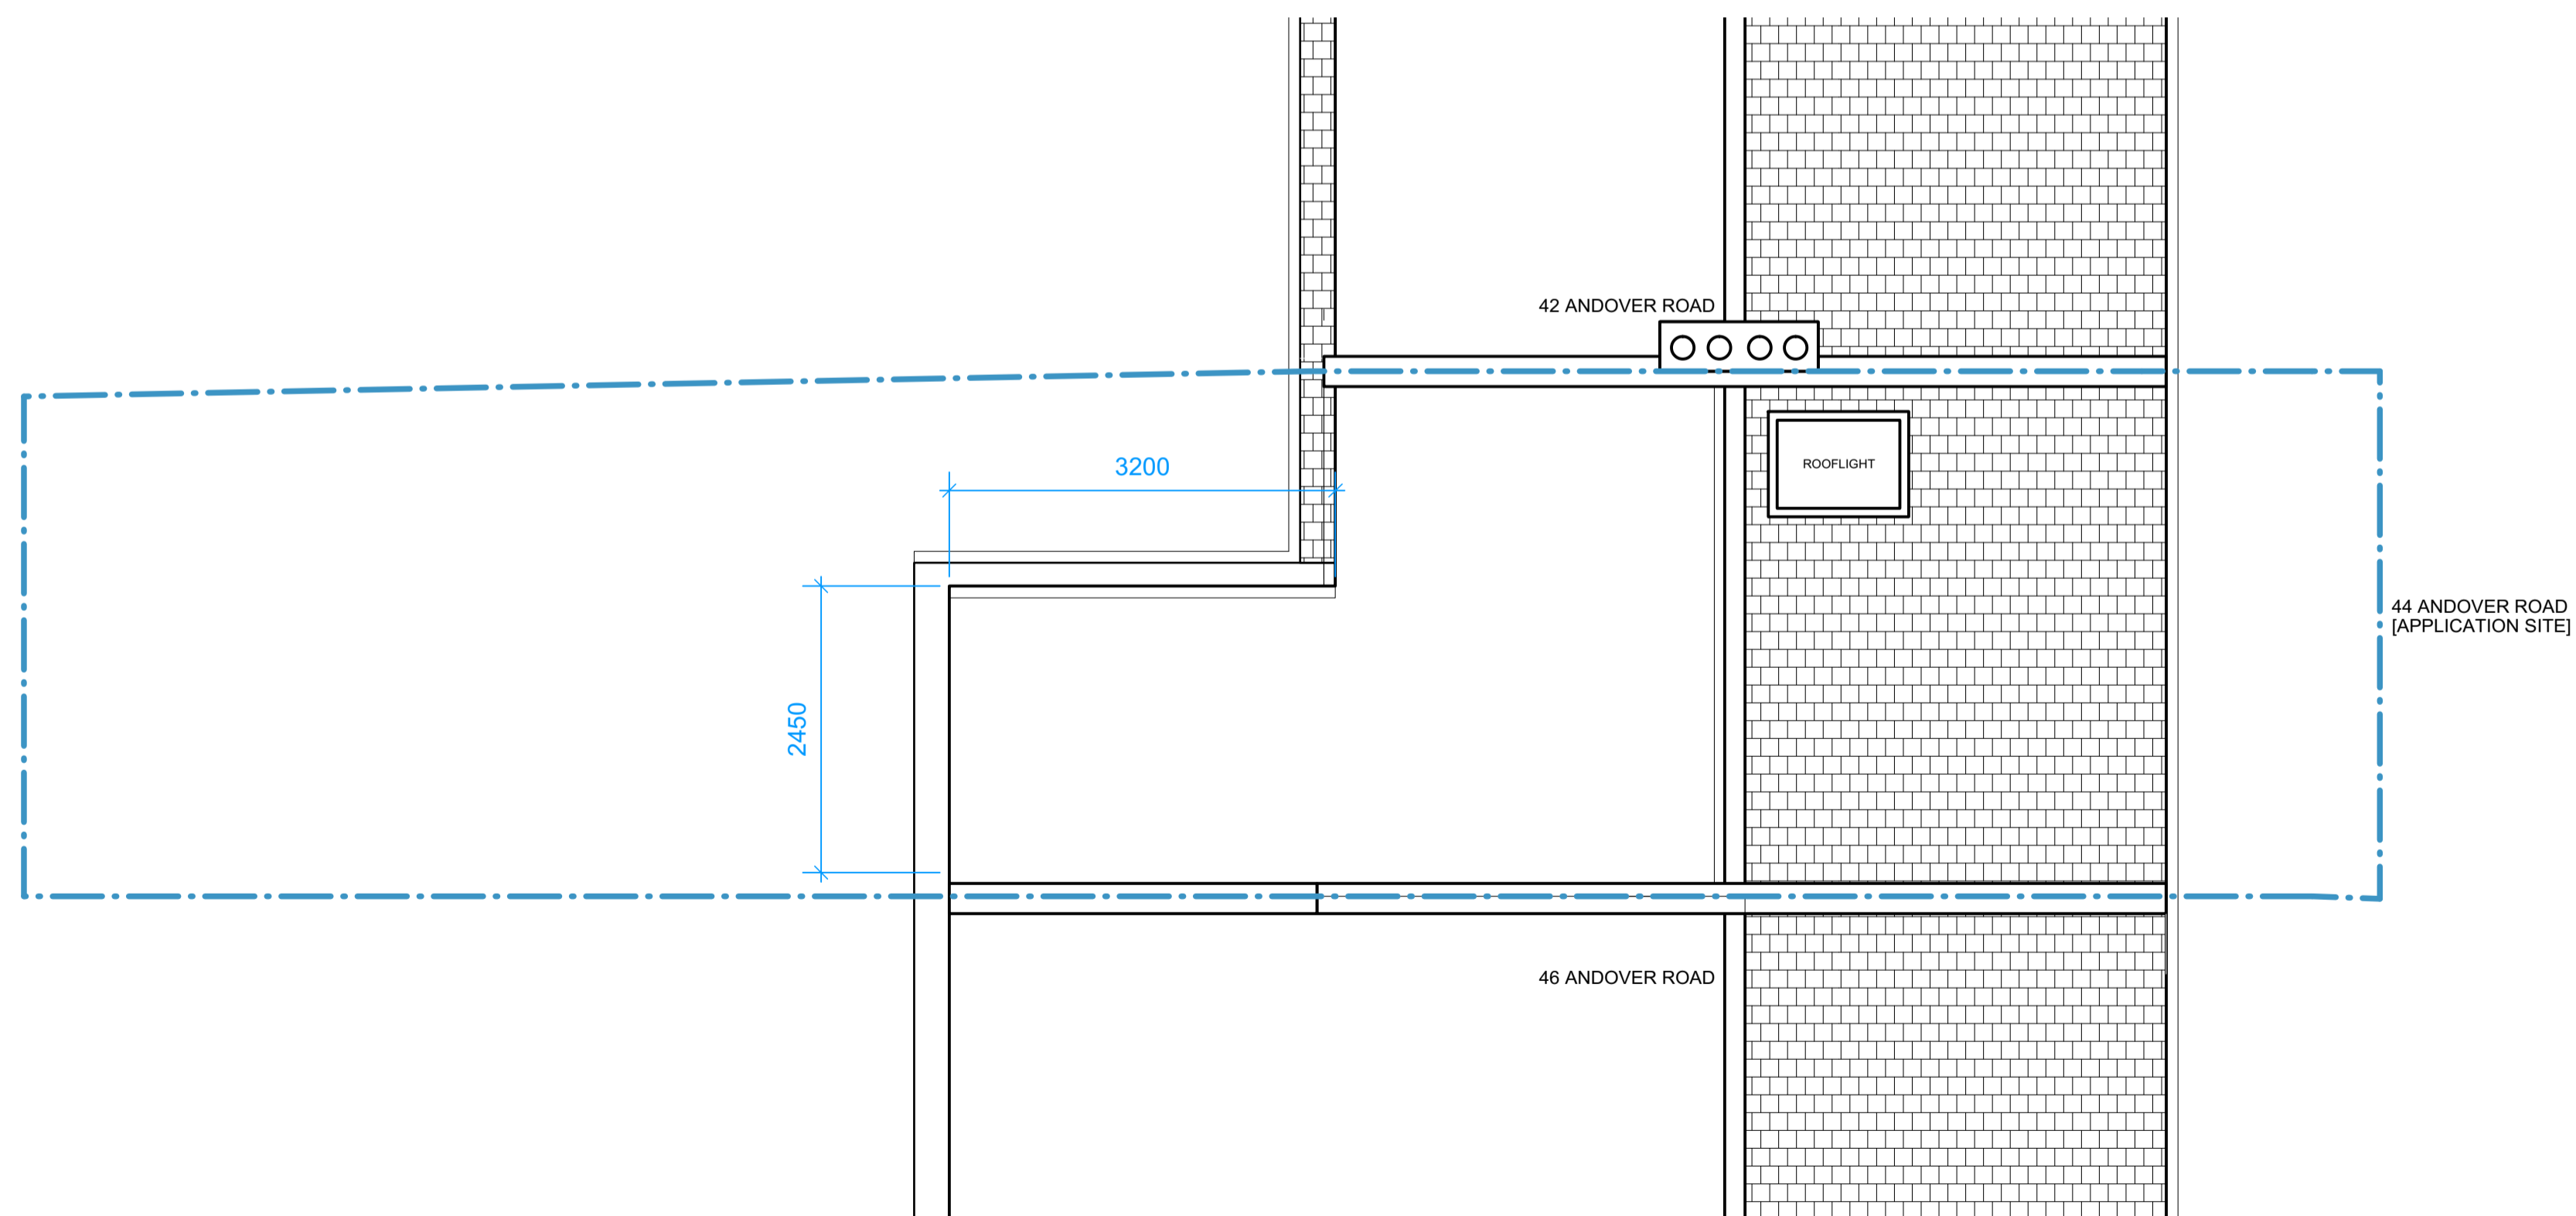 42 ANDOVER ROAD
3200
ROOFLIGHT
44 ANDOVER ROAD
[APPLICATION SITE]
2450
46 ANDOVER ROAD